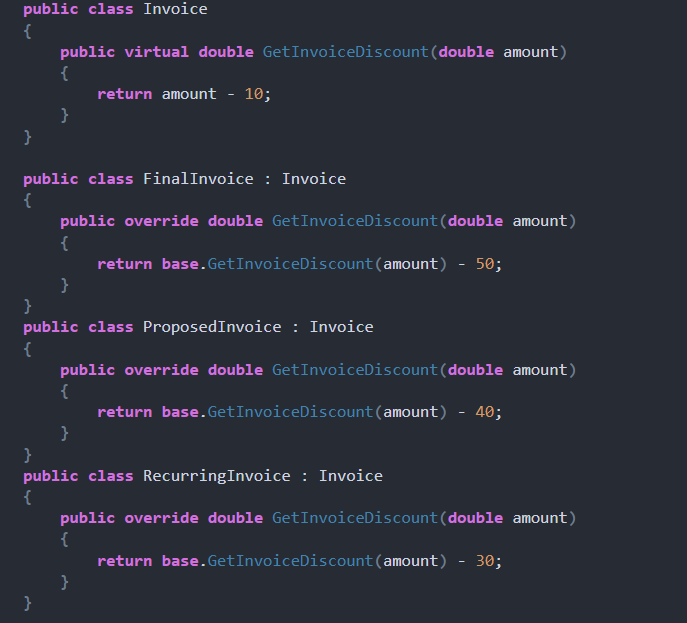 public class Invoice
{
    public virtual double GetInvoiceDiscount(double amount)
    {
        return amount - 10;
    }
}

public class FinalInvoice : Invoice
{
    public override double GetInvoiceDiscount(double amount)
    {
        return base.GetInvoiceDiscount(amount) - 50;
    }
}
public class ProposedInvoice : Invoice
{
    public override double GetInvoiceDiscount(double amount)
    {
        return base.GetInvoiceDiscount(amount) - 40;
    }
}
public class RecurringInvoice : Invoice
{
    public override double GetInvoiceDiscount(double amount)
    {
        return base.GetInvoiceDiscount(amount) - 30;
    }
}